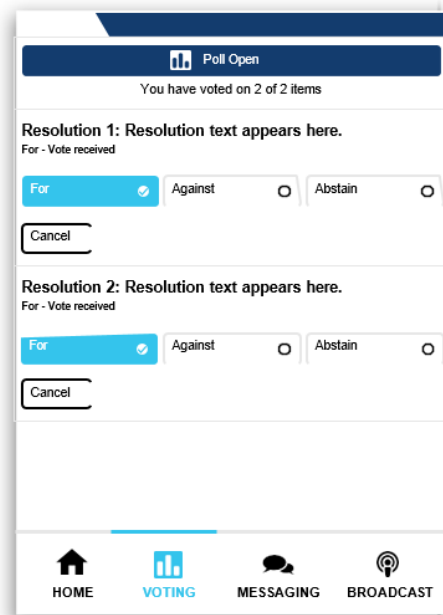 Poll Open
You have voted on 2 of 2 items
Resolution 1: Resolution text appears here.
For - Vote received
For Against Abstain
Cancel
Resolution 2: Resolution text appears here.
For - Vote received
For Against Abstain
Cancel
HOME VOTING MESSAGING BROADCAST